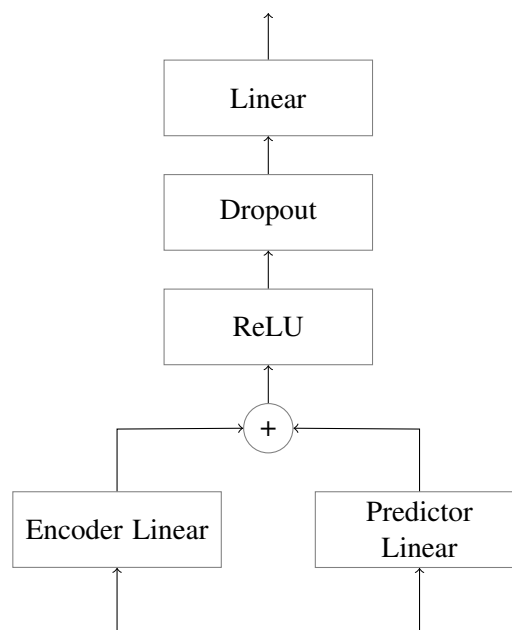 Linear
Dropout
ReLU
+
Encoder Linear
Predictor
Linear